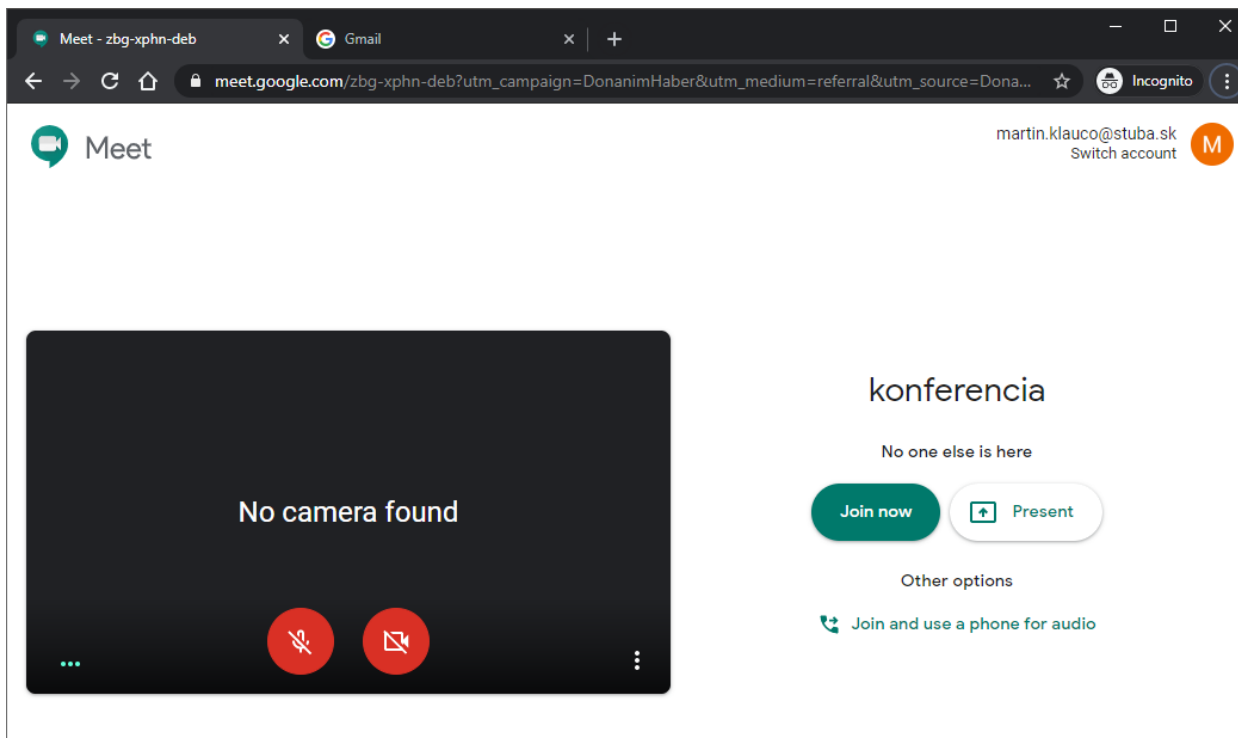 Meet - zbg-xphn-deb
Gmail
meet.google.com/zbg-xphn-deb?utm_campaign=DonanimHaber&utm_medium=referral&utm_source=Dona...
Incognito
Meet
martin.klauco@stuba.sk
Switch account
M
konferencia
No one else is here
No camera found
Join now
Present
Other options
Join and use a phone for audio